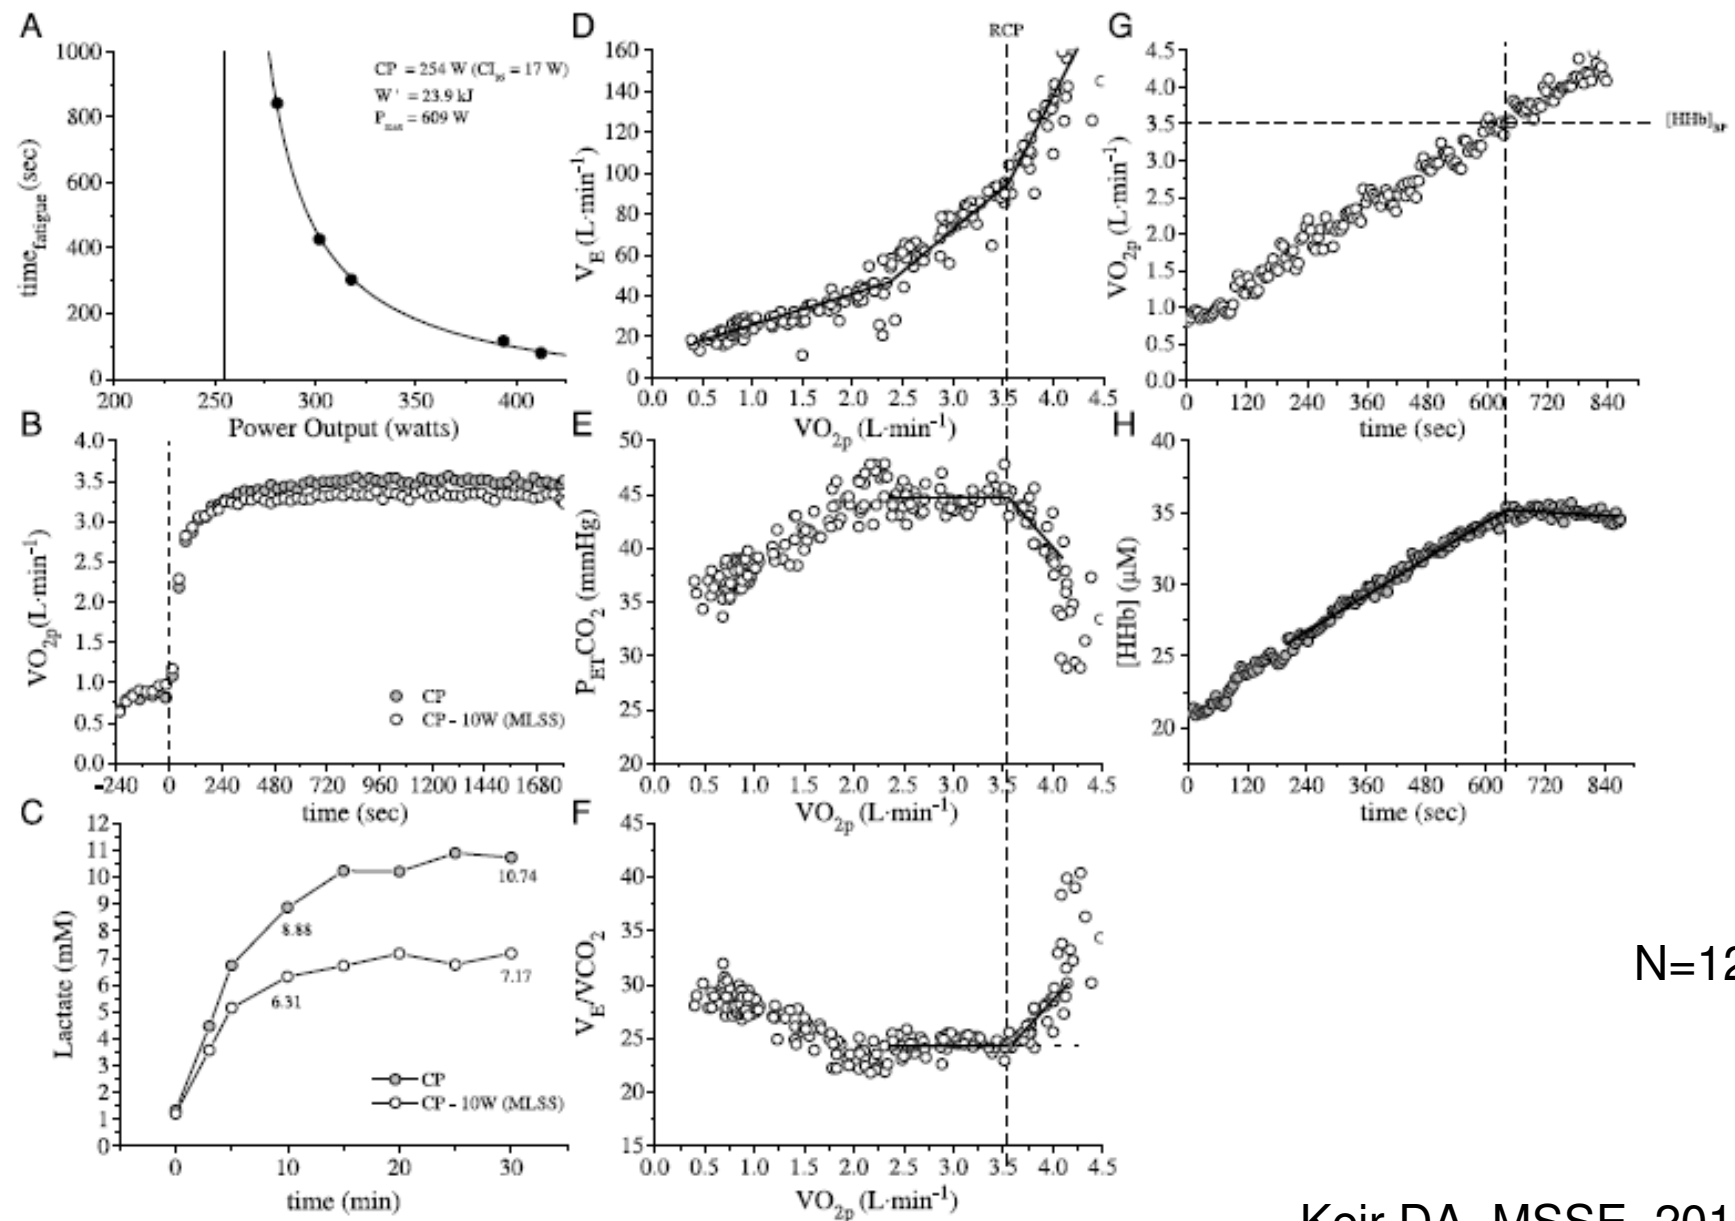 A
1000
800
600
400
200
0
time_fatigue (sec)
CP = 254 W (CI_95 = 17 W)
W' = 23.9 kJ
P_max = 609 W
200 250 300 350 400
Power Output (watts)
B
4.0
3.5
3.0
2.5
2.0
1.5
1.0
0.5
0.0
VO_2p (L·min⁻¹)
CP
CP - 10W (MLSS)
-240 0 240 480 720 960 1200 1440 1680
time (sec)
C
12
11
10
9
8
7
6
5
4
3
2
1
0
Lactate (mM)
10.74
8.88
7.17
6.31
CP
CP - 10W (MLSS)
0 10 20 30
time (min)
D
RCP
160
140
120
100
80
60
40
20
0
V_E (L·min⁻¹)
0.0 0.5 1.0 1.5 2.0 2.5 3.0 3.5 4.0 4.5
VO_2p (L·min⁻¹)
E
50
45
40
35
30
25
20
P_ETCO_2 (mmHg)
0.0 0.5 1.0 1.5 2.0 2.5 3.0 3.5 4.0 4.5
VO_2p (L·min⁻¹)
F
45
40
35
30
25
20
15
V_E/VCO_2
0.0 0.5 1.0 1.5 2.0 2.5 3.0 3.5 4.0 4.5
VO_2p (L·min⁻¹)
G
4.5
4.0
3.5
3.0
2.5
2.0
1.5
1.0
0.5
0.0
VO_2p (L·min⁻¹)
[HHb]_BP
0 120 240 360 480 600 720 840
time (sec)
H
40
35
30
25
20
[HHb] (µM)
0 120 240 360 480 600 720 840
time (sec)
N=12
Keir DA, MSSE, 201